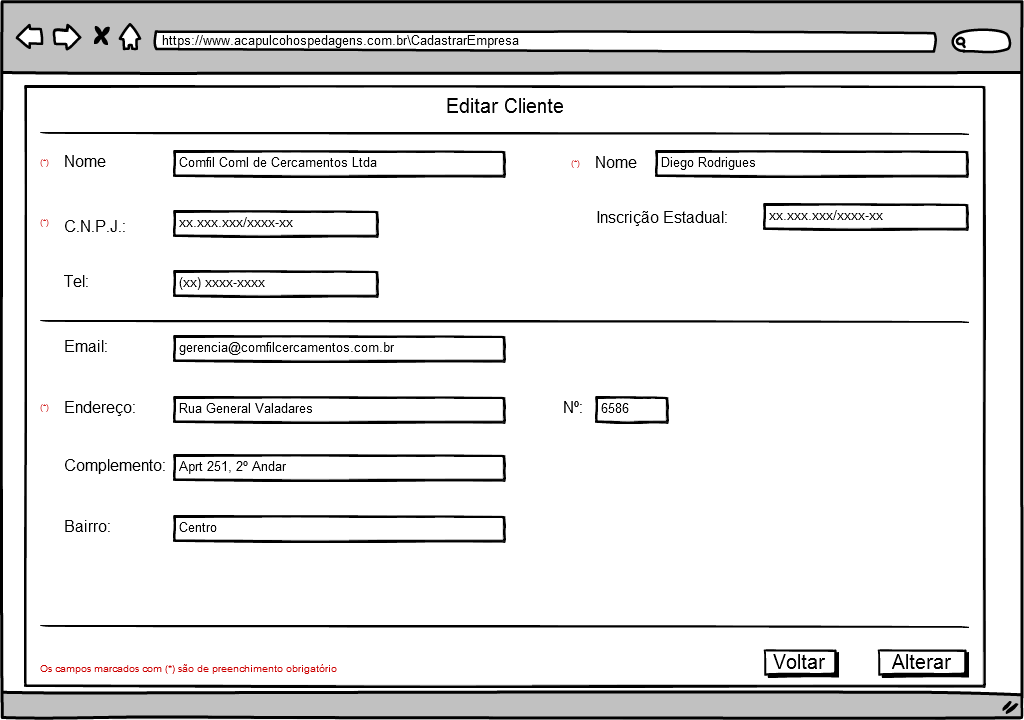 https://www.acapulcohospedagens.com.br\CadastrarEmpresa
Editar Cliente
(*) Nome Comfil Coml de Cercamentos Ltda (*) Nome Diego Rodrigues
(*) C.N.P.J.: xx.xxx.xxx/xxxx-xx Inscrição Estadual: xx.xxx.xxx/xxxx-xx
Tel: (xx) xxxx-xxxx
Email: gerencia@comfilcercamentos.com.br
(*) Endereço: Rua General Valadares Nº: 6586
Complemento: Aprt 251, 2º Andar
Bairro: Centro
Os campos marcados com (*) são de preenchimento obrigatório Voltar Alterar